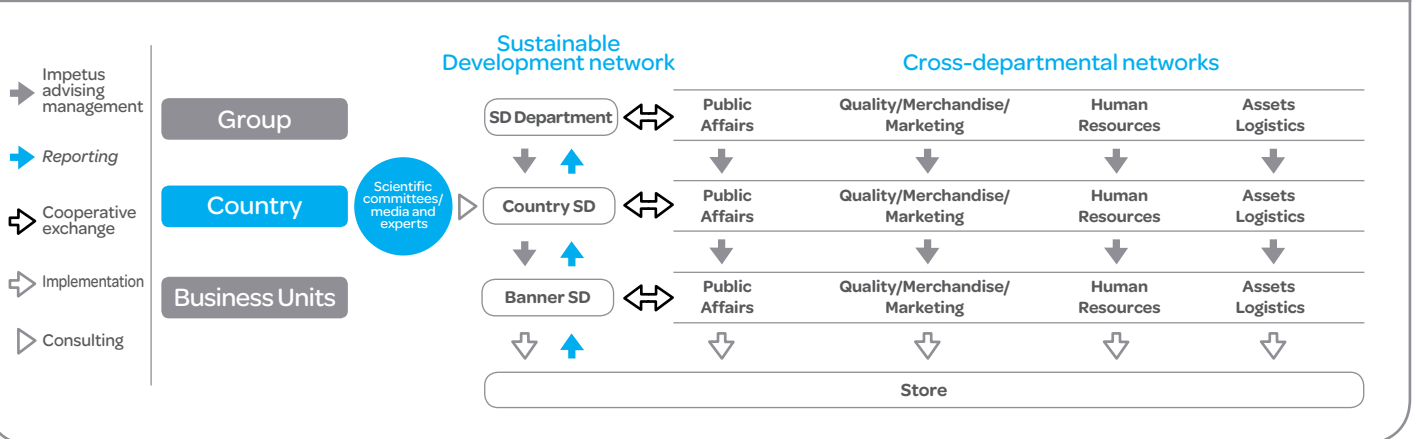 Impetus
advising
management
Reporting
Cooperative
exchange
Implementation
Consulting
Group
Country
Business Units
Scientific
committees/
media and
experts
Sustainable
Development network
SD Department
Country SD
Banner SD
Cross-departmental networks
Public
Affairs
Quality/Merchandise/
Marketing
Human
Resources
Assets
Logistics
Public
Affairs
Quality/Merchandise/
Marketing
Human
Resources
Assets
Logistics
Public
Affairs
Quality/Merchandise/
Marketing
Human
Resources
Assets
Logistics
Store